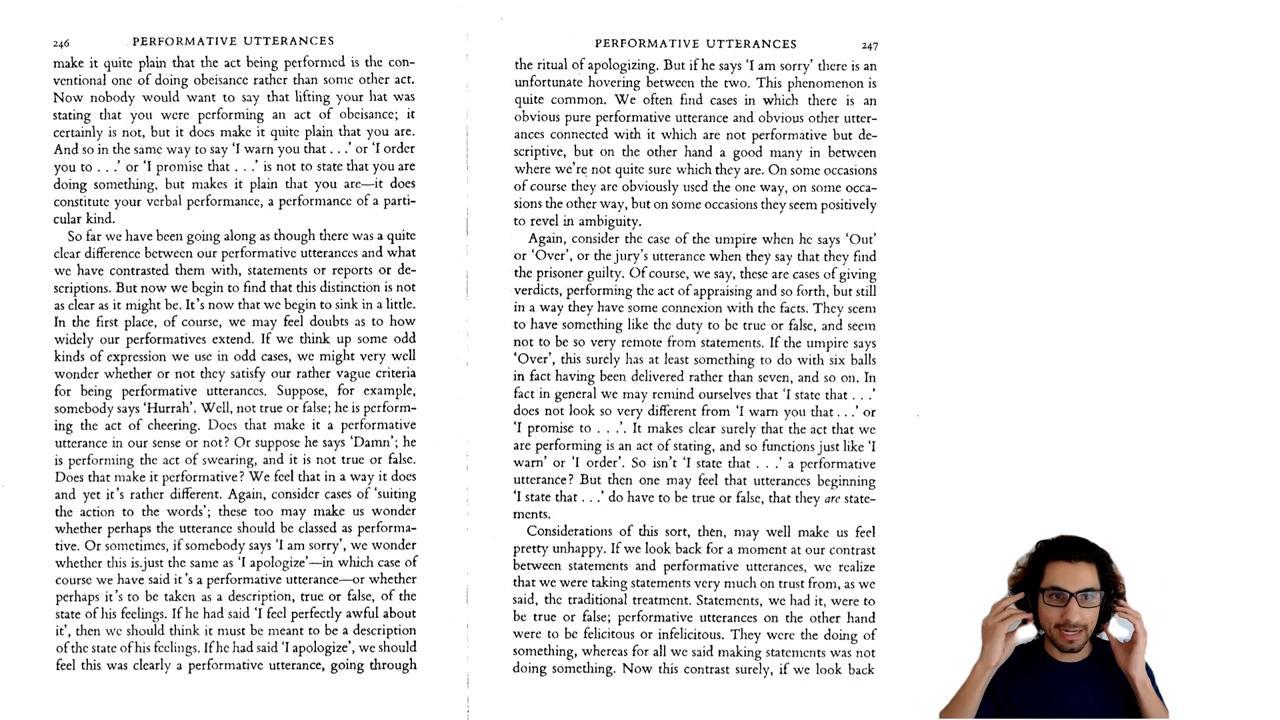 246 PERFORMATIVE UTTERANCES
make it quite plain that the act being performed is the con-
ventional one of doing obeisance rather than some other act.
Now nobody would want to say that lifting your hat was
stating that you were performing an act of obeisance; it
certainly is not, but it does make it quite plain that you are.
And so in the same way to say ‘I warn you that . . .’ or ‘I order
you to . . .’ or ‘I promise that . . .’ is not to state that you are
doing something, but makes it plain that you are—it does
constitute your verbal performance, a performance of a parti-
cular kind.
So far we have been going along as though there was a quite
clear difference between our performative utterances and what
we have contrasted them with, statements or reports or de-
scriptions. But now we begin to find that this distinction is not
as clear as it might be. It’s now that we begin to sink in a little.
In the first place, of course, we may feel doubts as to how
widely our performatives extend. If we think up some odd
kinds of expression we use in odd cases, we might very well
wonder whether or not they satisfy our rather vague criteria
for being performative utterances. Suppose, for example,
somebody says ‘Hurrah’. Well, not true or false; he is perform-
ing the act of cheering. Does that make it a performative
utterance in our sense or not? Or suppose he says ‘Damn’; he
is performing the act of swearing, and it is not true or false.
Does that make it performative? We feel that in a way it does
and yet it’s rather different. Again, consider cases of ‘suiting
the action to the words’; these too may make us wonder
whether perhaps the utterance should be classed as performa-
tive. Or sometimes, if somebody says ‘I am sorry’, we wonder
whether this is just the same as ‘I apologize’—in which case of
course we have said it’s a performative utterance—or whether
perhaps it’s to be taken as a description, true or false, of the
state of his feelings. If he had said ‘I feel perfectly awful about
it’, then we should think it must be meant to be a description
of the state of his feelings. If he had said ‘I apologize’, we should
feel this was clearly a performative utterance, going through
PERFORMATIVE UTTERANCES 247
the ritual of apologizing. But if he says ‘I am sorry’ there is an
unfortunate hovering between the two. This phenomenon is
quite common. We often find cases in which there is an
obvious pure performative utterance and obvious other utter-
ances connected with it which are not performative but de-
scriptive, but on the other hand a good many in between
where we’re not quite sure which they are. On some occasions
of course they are obviously used the one way, on some occa-
sions the other way, but on some occasions they seem positively
to revel in ambiguity.
Again, consider the case of the umpire when he says ‘Out’
or ‘Over’, or the jury’s utterance when they say that they find
the prisoner guilty. Of course, we say, these are cases of giving
verdicts, performing the act of appraising and so forth, but still
in a way they have some connexion with the facts. They seem
to have something like the duty to be true or false, and seem
not to be so very remote from statements. If the umpire says
‘Over’, this surely has at least something to do with six balls
in fact having been delivered rather than seven, and so on. In
fact in general we may remind ourselves that ‘I state that . . .’
does not look so very different from ‘I warn you that . . .’ or
‘I promise to . . .’. It makes clear surely that the act that we
are performing is an act of stating, and so functions just like ‘I
warn’ or ‘I order’. So isn’t ‘I state that . . .’ a performative
utterance? But then one may feel that utterances beginning
‘I state that . . .’ do have to be true or false, that they are state-
ments.
Considerations of this sort, then, may well make us feel
pretty unhappy. If we look back for a moment at our contrast
between statements and performative utterances, we realize
that we were taking statements very much on trust from, as we
said, the traditional treatment. Statements, we had it, were to
be true or false; performative utterances on the other hand
were to be felicitous or infelicitous. They were the doing of
something, whereas for all we said making statements was not
doing something. Now this contrast surely, if we look back